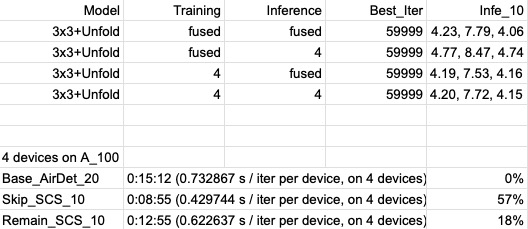 Model Training Inference Best_Iter Infe_10
3x3+Unfold fused fused 59999 4.23, 7.79, 4.06
3x3+Unfold fused 4 59999 4.77, 8.47, 4.74
3x3+Unfold 4 fused 59999 4.19, 7.53, 4.16
3x3+Unfold 4 4 59999 4.20, 7.72, 4.15
4 devices on A_100
Base_AirDet_20 0:15:12 (0.732867 s / iter per device, on 4 devices) 0%
Skip_SCS_10 0:08:55 (0.429744 s / iter per device, on 4 devices) 57%
Remain_SCS_10 0:12:55 (0.622637 s / iter per device, on 4 devices) 18%